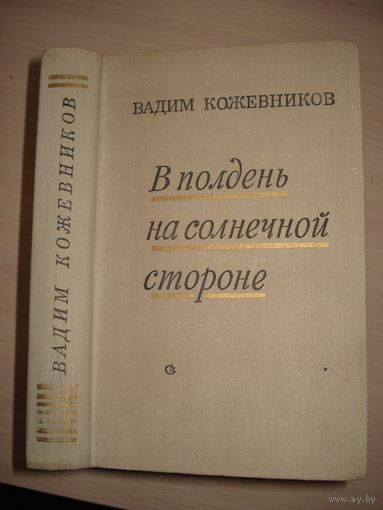 ВАДИМ КОЖЕВНИКОВ
ВАДИМ КОЖЕВНИКОВ
В полдень
на солнечной
стороне
www.ay.by